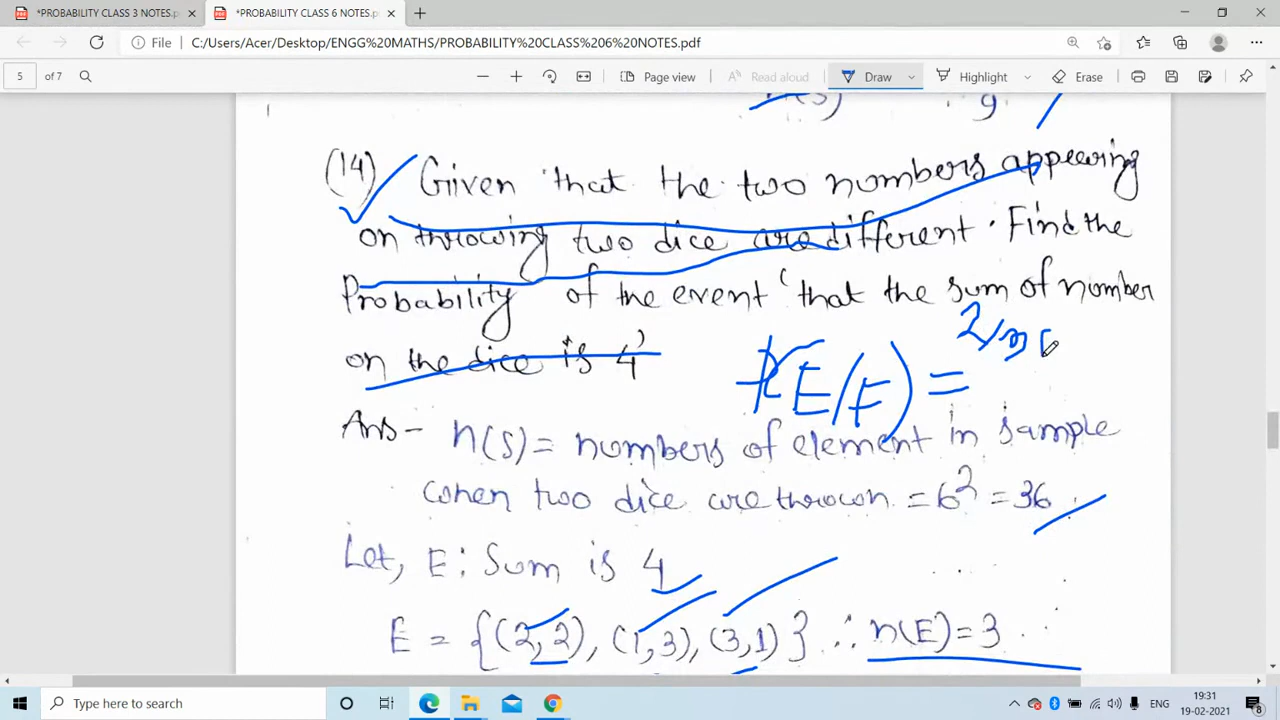 *PROBABILITY CLASS 3 NOTES.p
*PROBABILITY CLASS 6 NOTES.p
File C:/Users/Acer/Desktop/ENGG%20MATHS/PROBABILITY%20CLASS%206%20NOTES.pdf
5 of 7 Page view Read aloud Draw Highlight Erase
n(S) 9
(14) Given that the two numbers appearing
on throwing two dice are different. Find the
Probability of the event 'that the sum of number
on the dice is 4'
2/3
E/F) =
Ans- n(S) = numbers of element in sample
when two dice are thrown = 6² = 36.
Let, E: Sum is 4
E = {(2,2), (1,3), (3,1)} ∴ n(E) = 3
Type here to search
ENG
19:31
19-02-2021
8